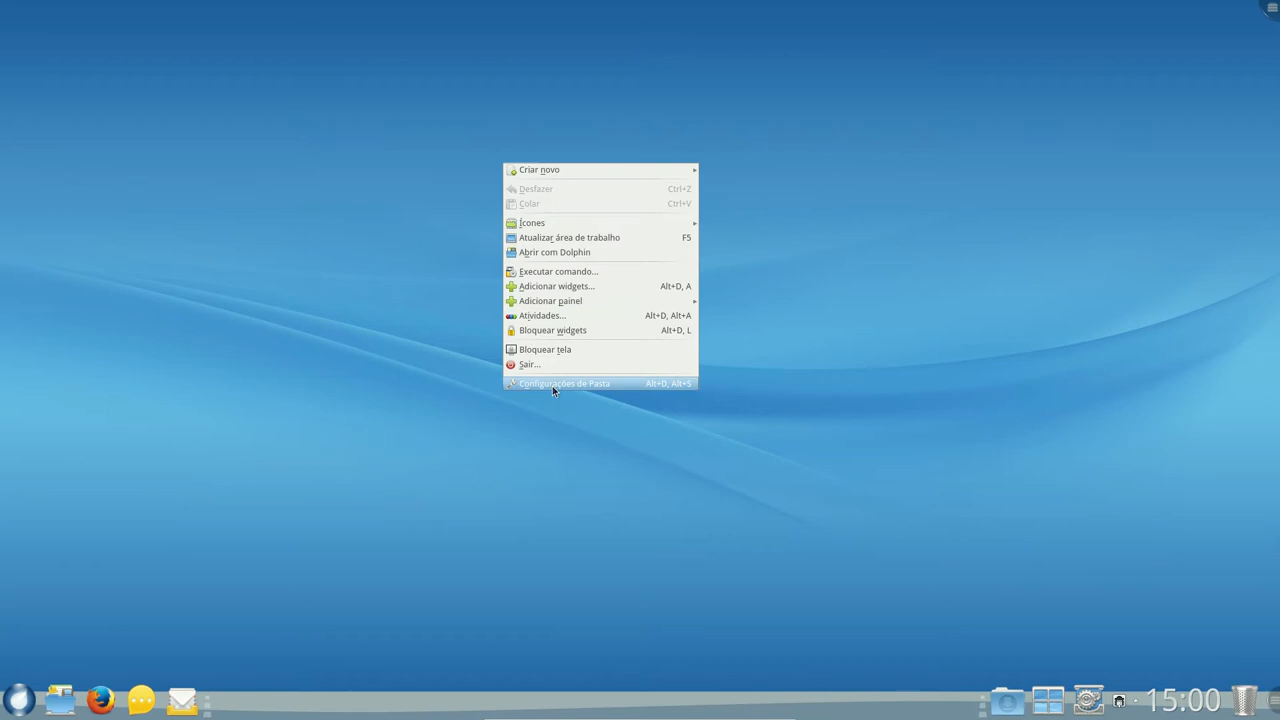 Criar novo
Desfazer Ctrl+Z
Colar Ctrl+V
Ícones
Atualizar área de trabalho F5
Abrir com Dolphin
Executar comando...
Adicionar widgets... Alt+D, A
Adicionar painel
Atividades... Alt+D, Alt+A
Bloquear widgets Alt+D, L
Bloquear tela
Sair...
Configurações de Pasta Alt+D, Alt+S
15:00